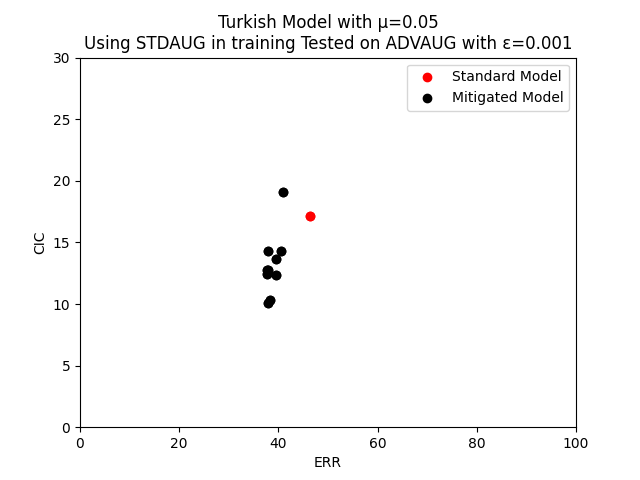 Turkish Model with μ=0.05
Using STDAUG in training Tested on ADVAUG with ε=0.001
Standard Model
Mitigated Model
30
25
20
15
10
5
0
CIC
0 20 40 60 80 100
ERR